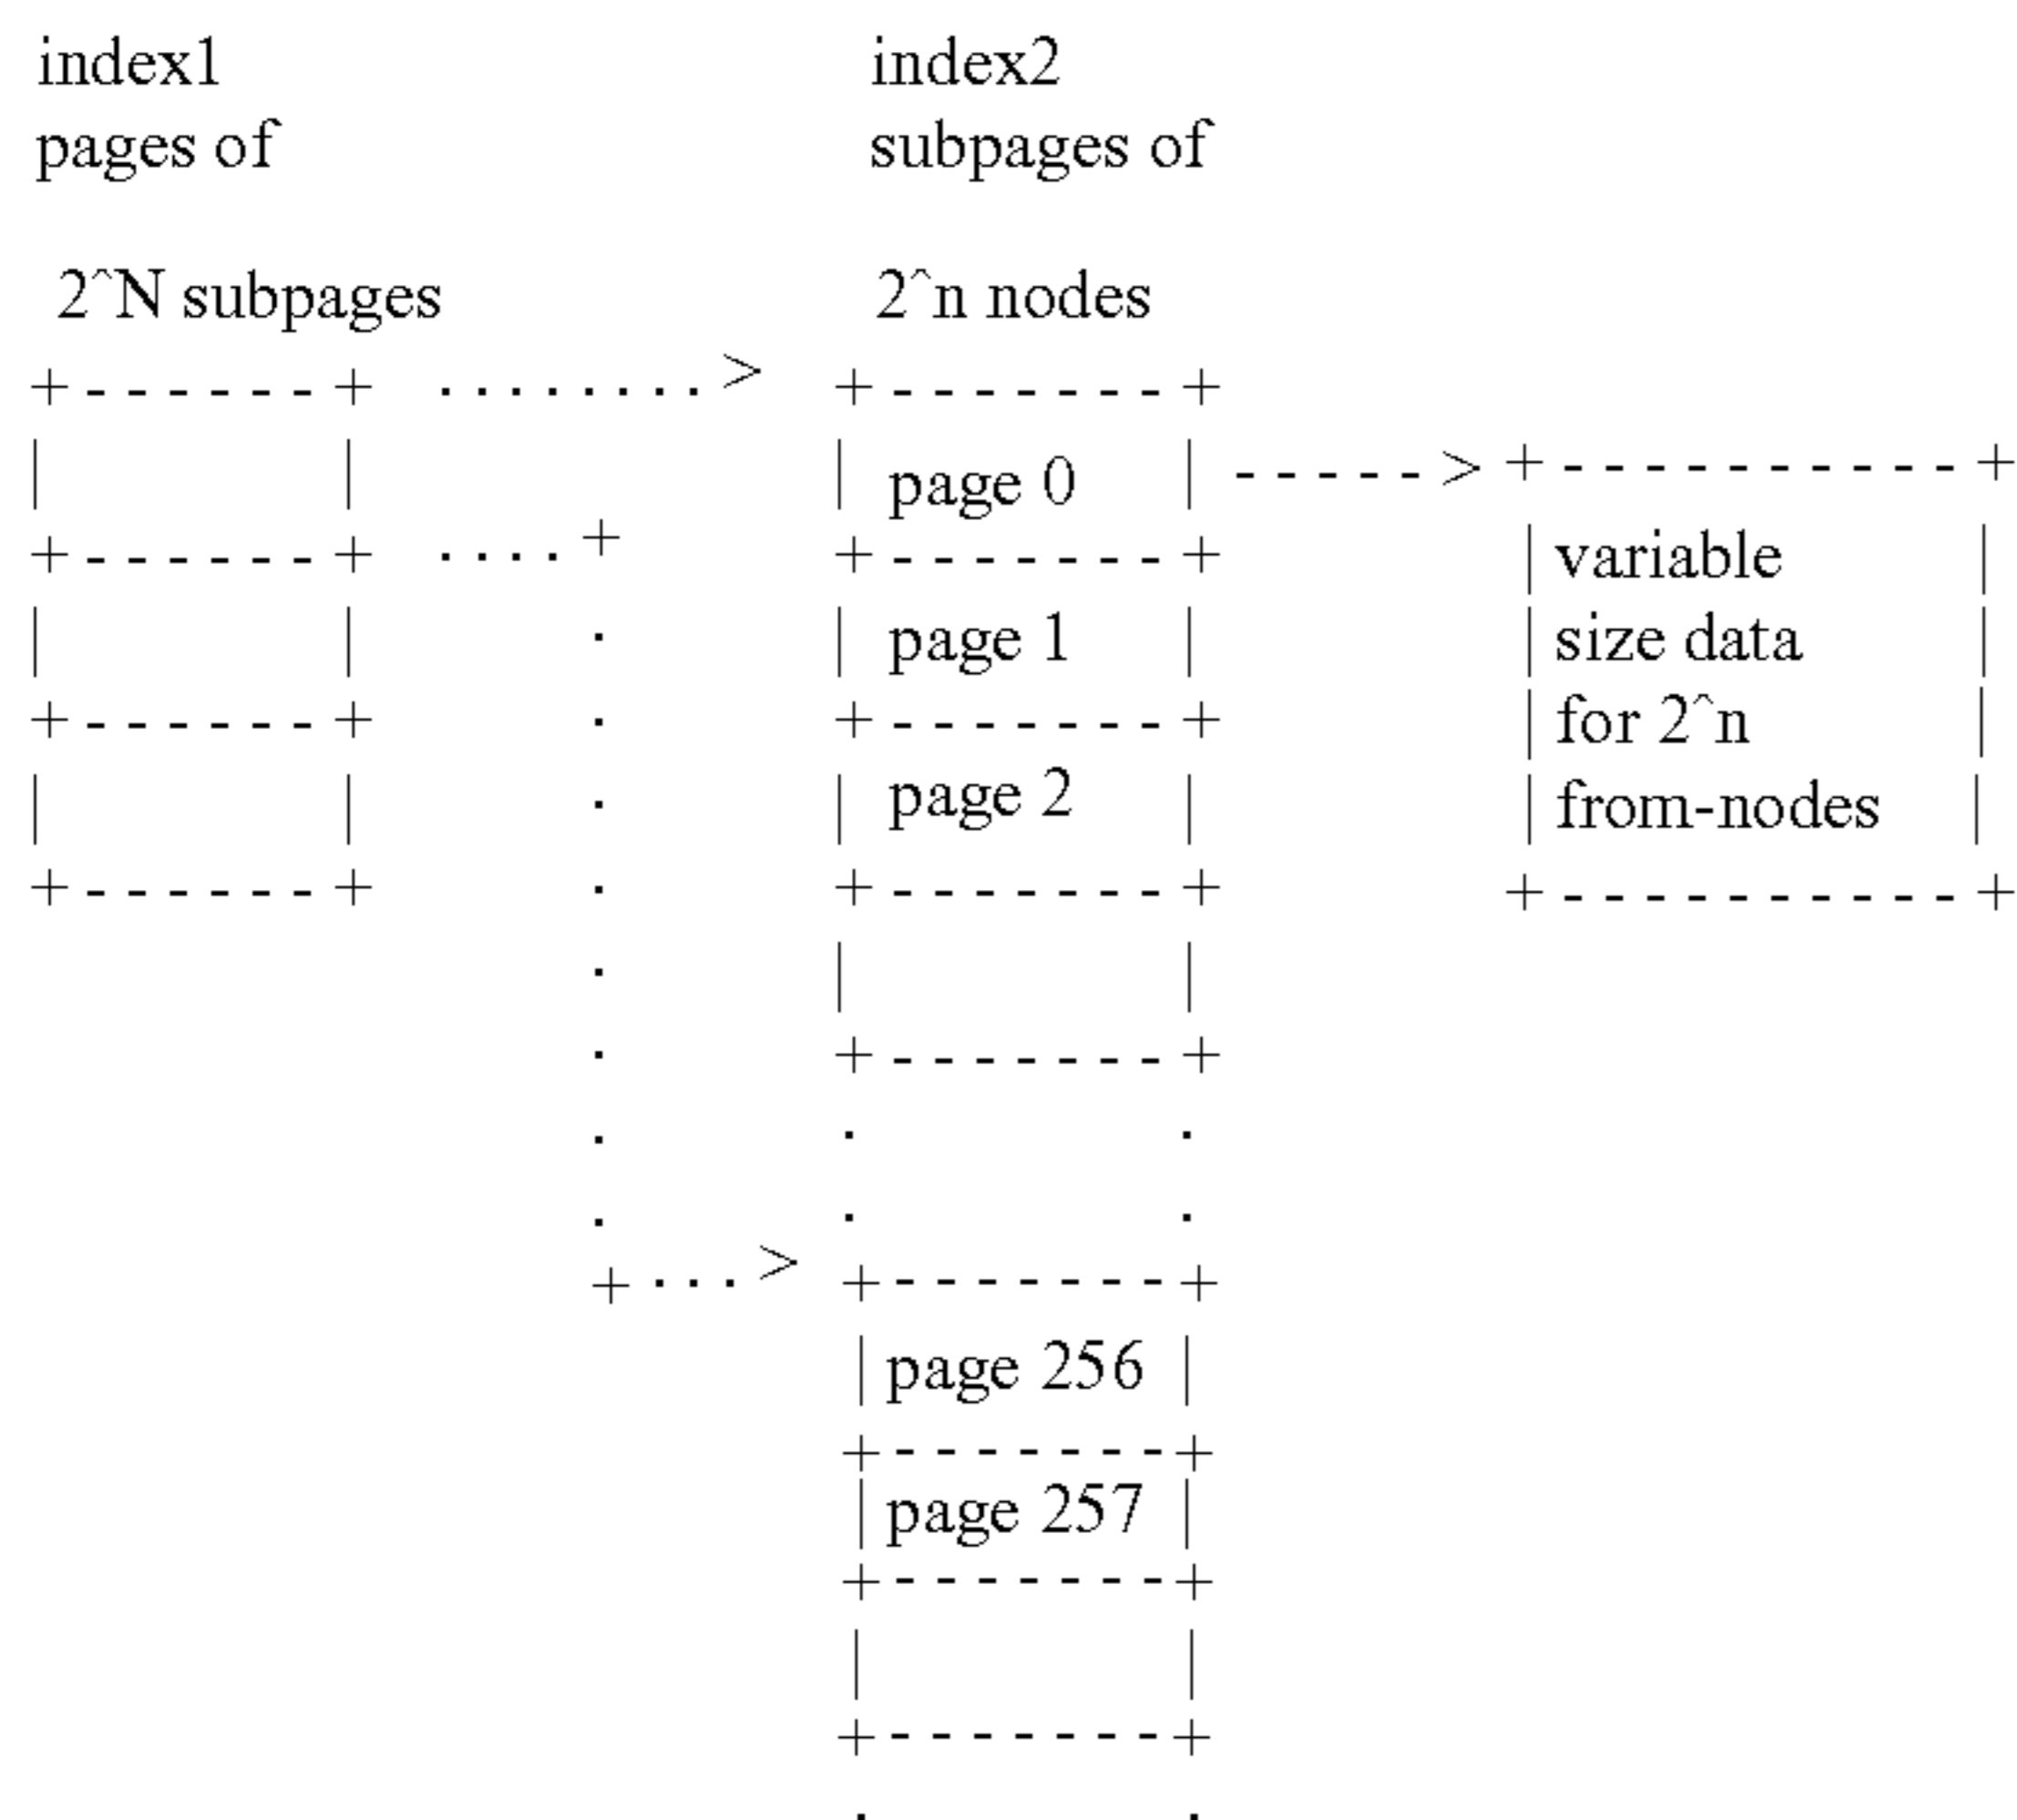 index1
pages of
2^N subpages
index2
subpages of
2^n nodes
page 0
page 1
page 2
page 256
page 257
variable
size data
for 2^n
from-nodes